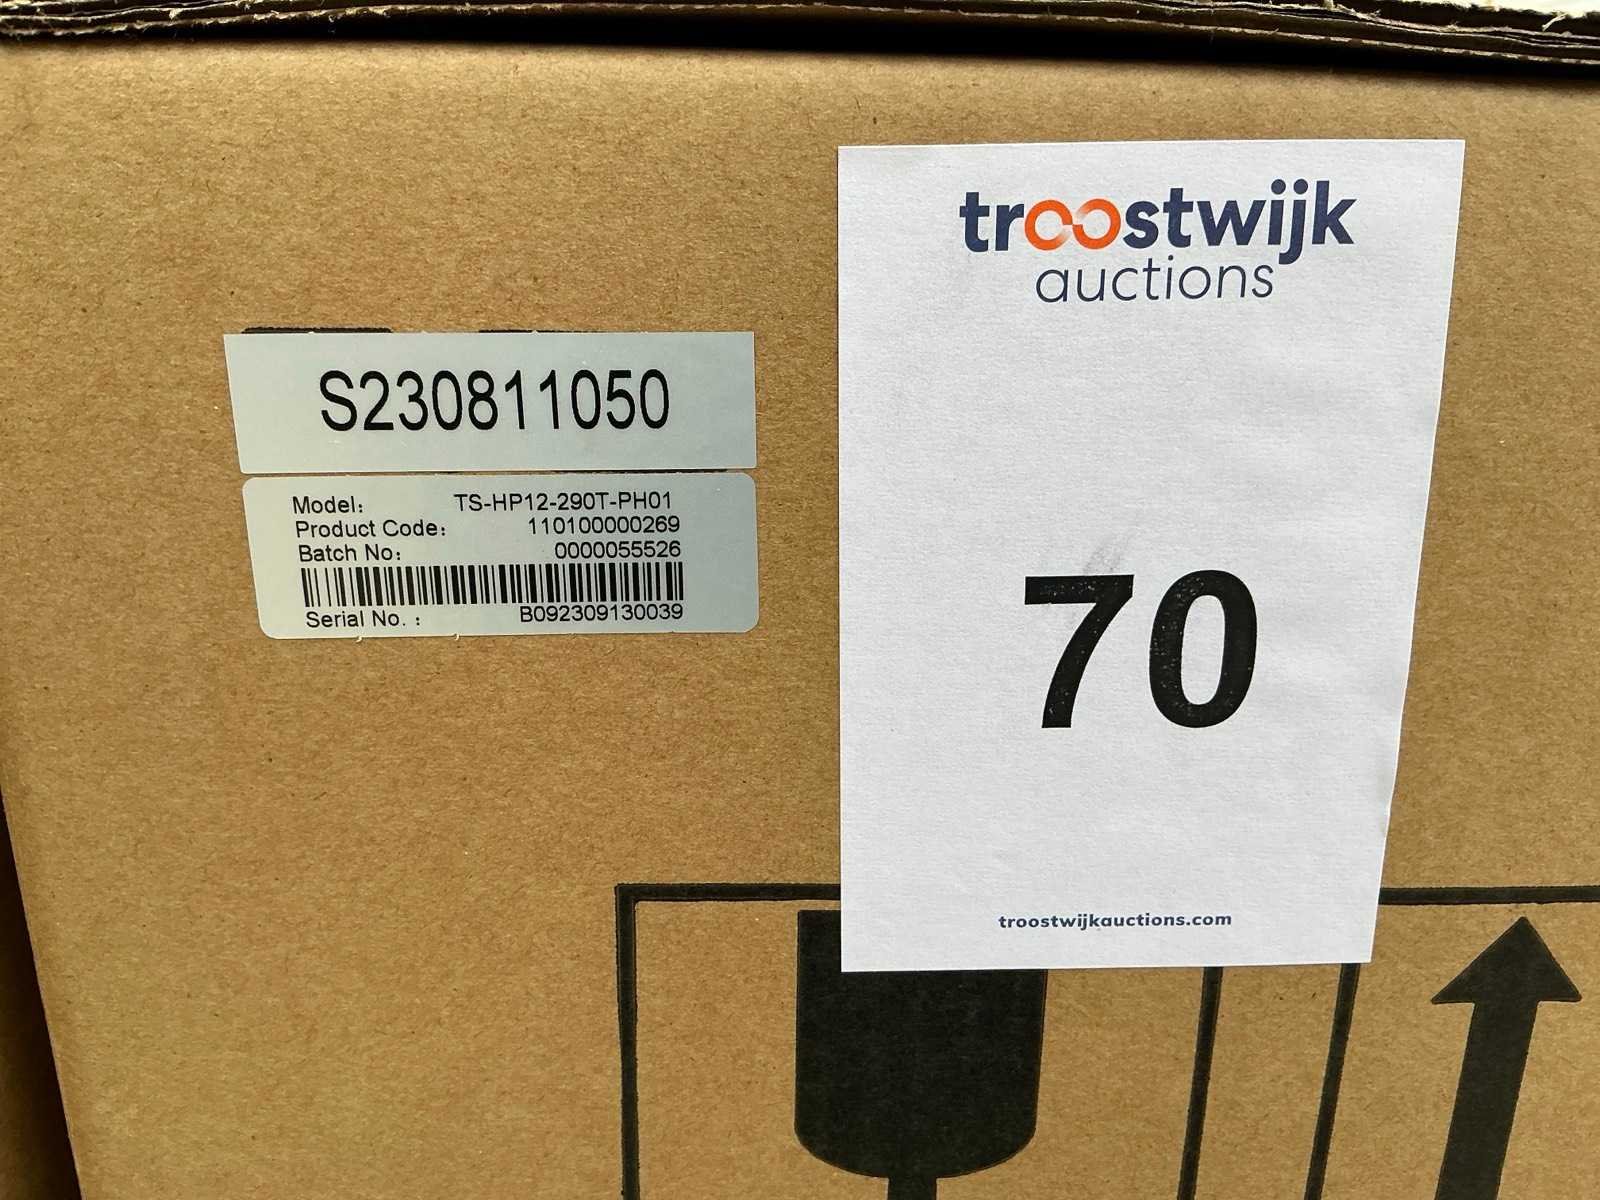 S230811050
Model: TS-HP12-290T-PH01
Product Code: 110100000269
Batch No: 0000055526
Serial No. : B092309130039
troostwijk
auctions
70
troostwijkauctions.com